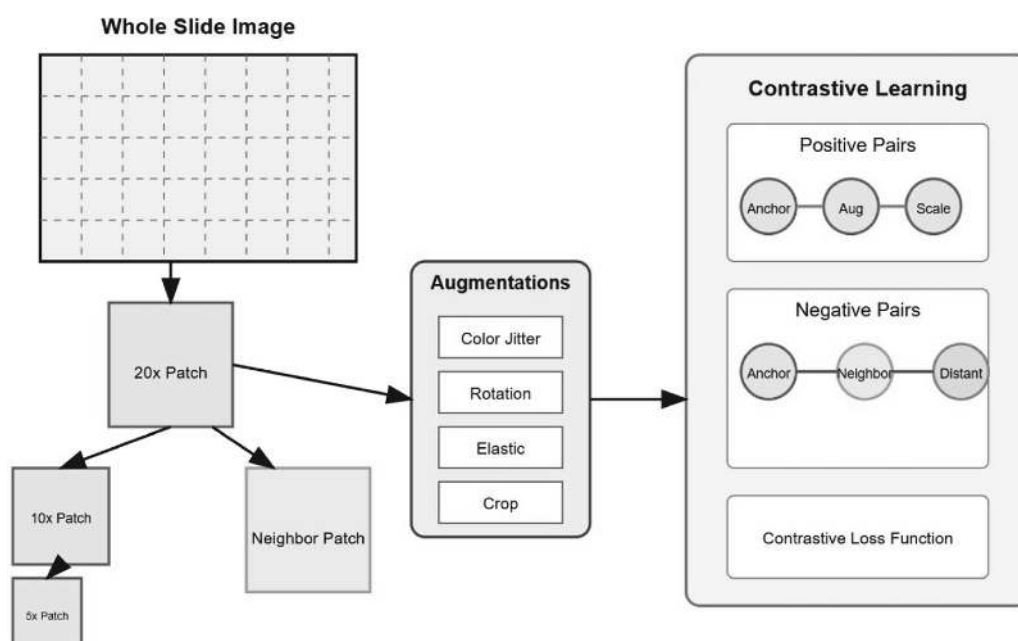 Whole Slide Image
20x Patch
10x Patch
5x Patch
Neighbor Patch
Augmentations
Color Jitter
Rotation
Elastic
Crop
Contrastive Learning
Positive Pairs
Anchor
Aug
Scale
Negative Pairs
Anchor
Neighbor
Distant
Contrastive Loss Function